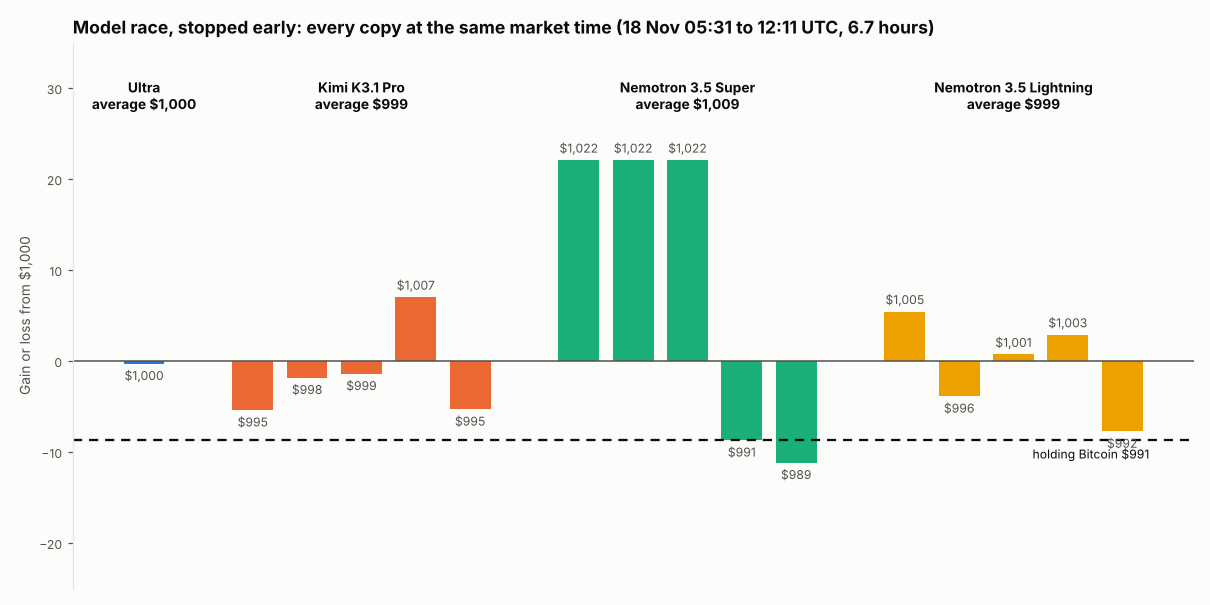 Model race, stopped early: every copy at the same market time (18 Nov 05:31 to 12:11 UTC, 6.7 hours)
Ultra
average $1,000
Kimi K3.1 Pro
average $999
Nemotron 3.5 Super
average $1,009
Nemotron 3.5 Lightning
average $999
Gain or loss from $1,000
30
20
10
0
−10
−20
$1,000
$995
$998
$999
$1,007
$995
$1,022
$1,022
$1,022
$991
$989
$1,005
$996
$1,001
$1,003
$992
holding Bitcoin $991